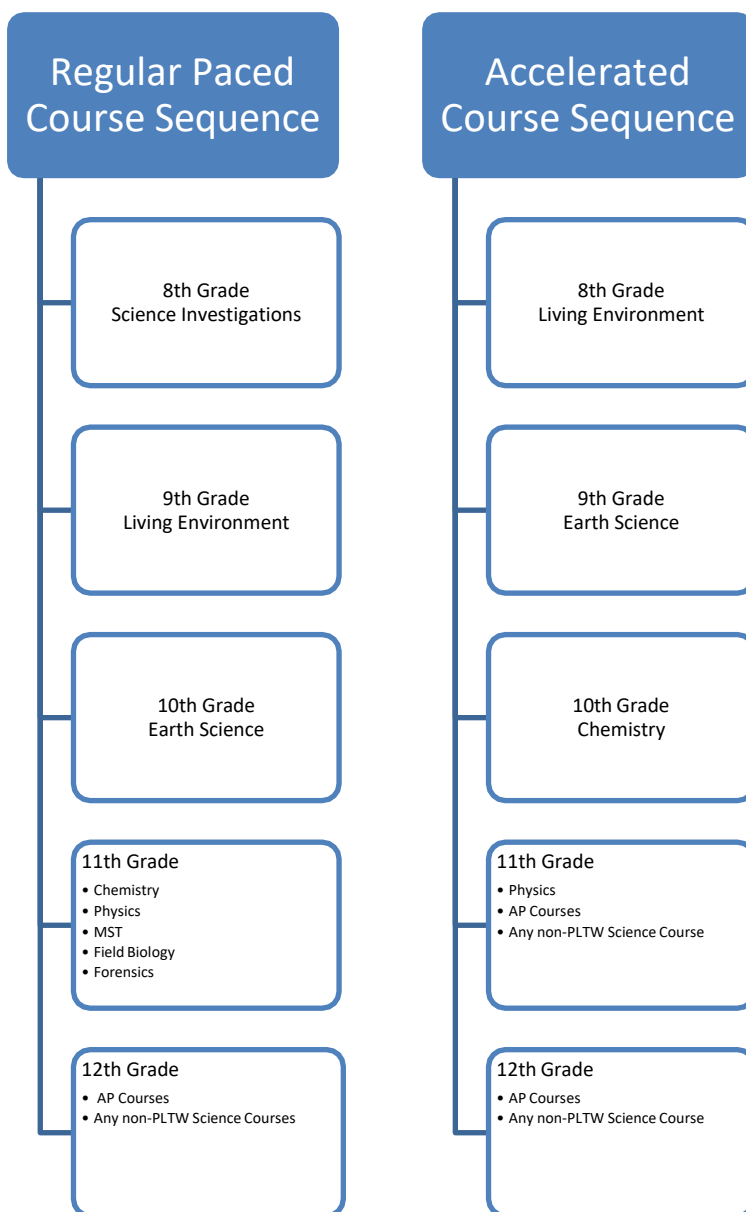 Regular Paced
Course Sequence
8th Grade
Science Investigations
9th Grade
Living Environment
10th Grade
Earth Science
11th Grade
• Chemistry
• Physics
• MST
• Field Biology
• Forensics
12th Grade
• AP Courses
• Any non-PLTW Science Courses
Accelerated
Course Sequence
8th Grade
Living Environment
9th Grade
Earth Science
10th Grade
Chemistry
11th Grade
• Physics
• AP Courses
• Any non-PLTW Science Course
12th Grade
• AP Courses
• Any non-PLTW Science Course